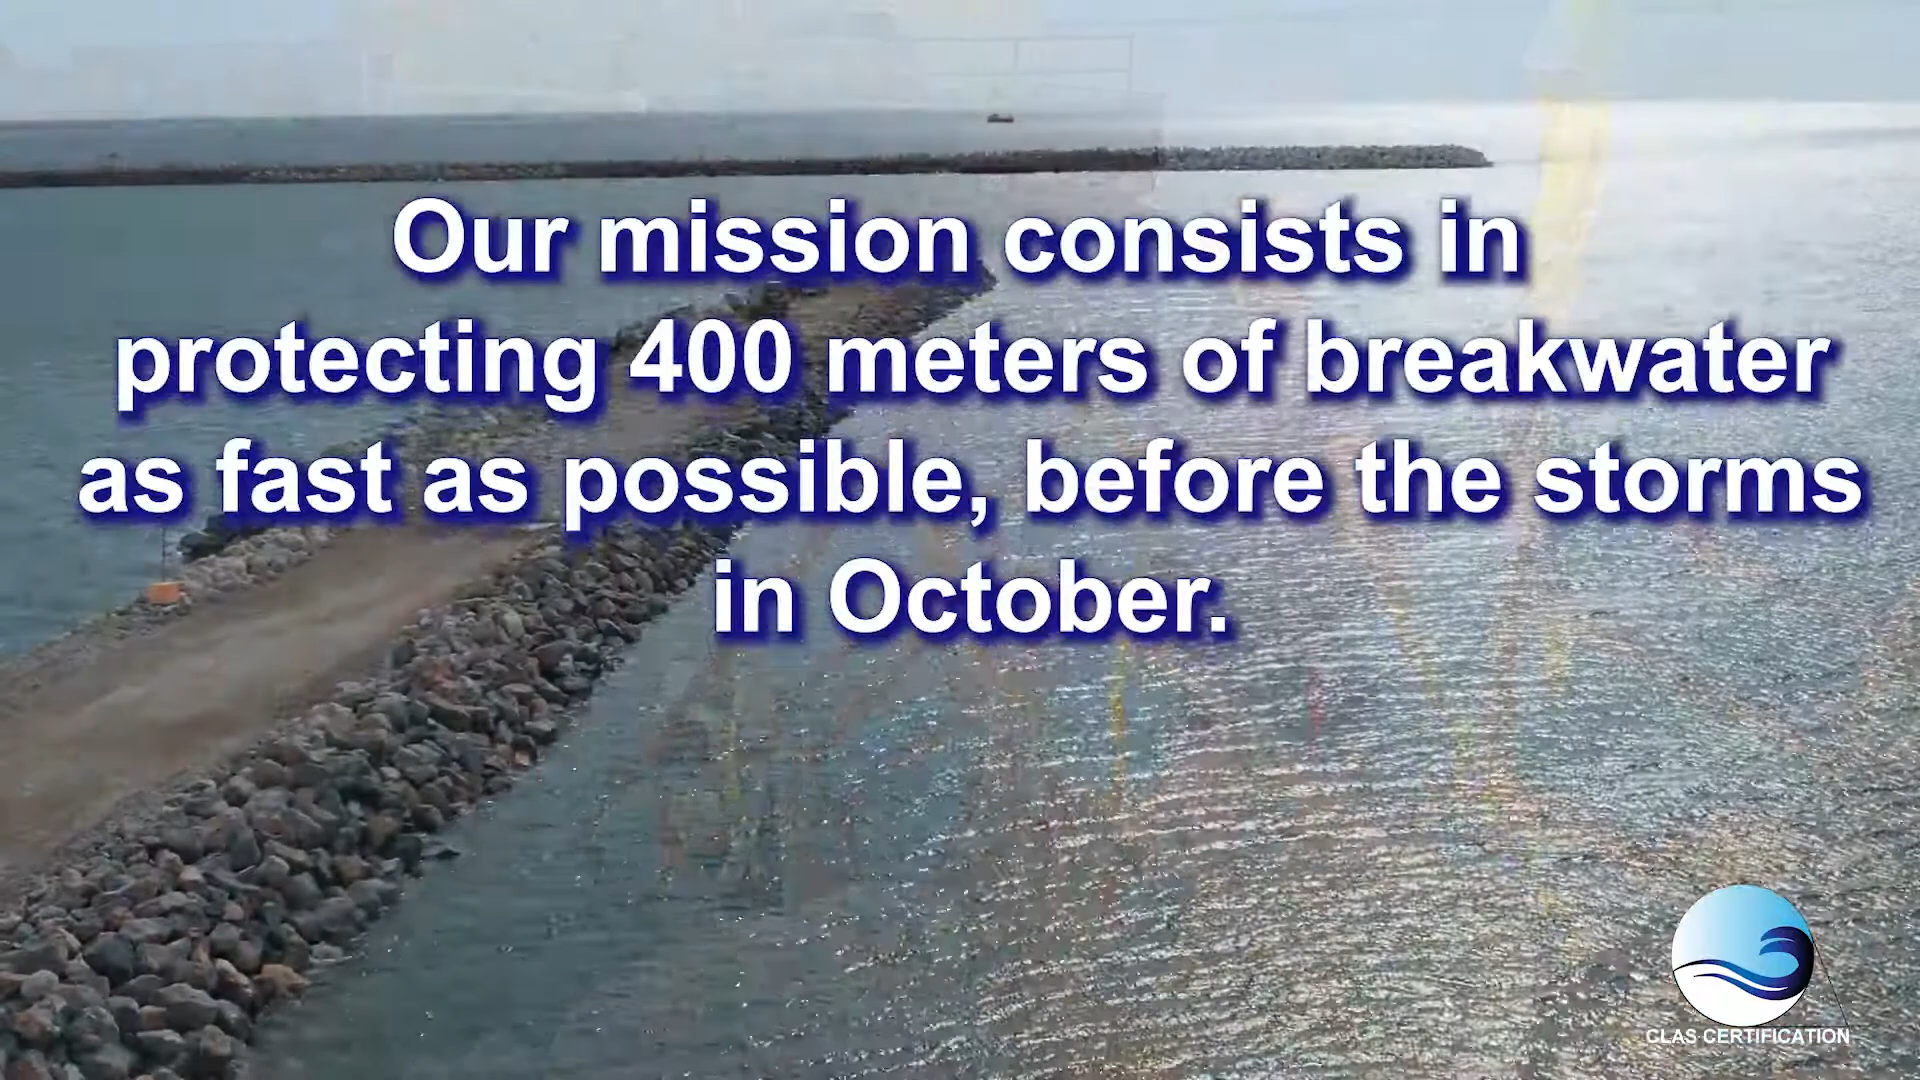 Our mission consists in
protecting 400 meters of breakwater
as fast as possible, before the storms
in October.
CLAS CERTIFICATION